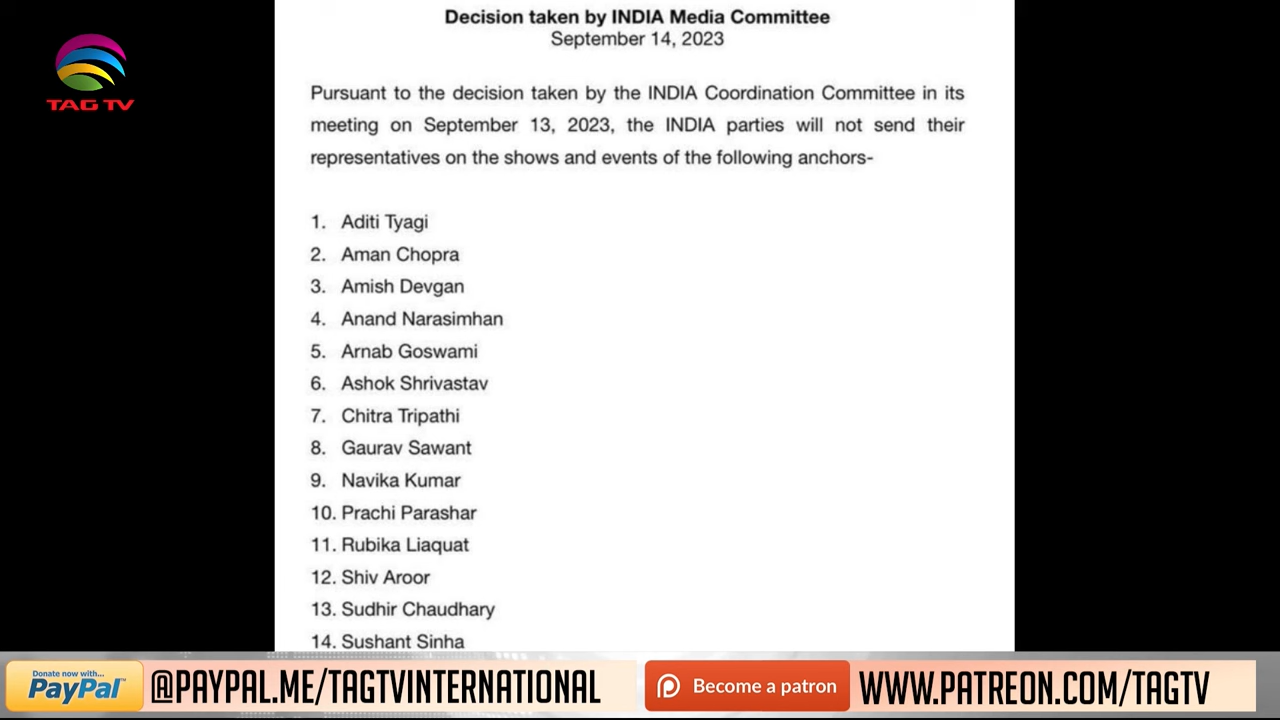 Decision taken by INDIA Media Committee
September 14, 2023
TAG TV
Pursuant to the decision taken by the INDIA Coordination Committee in its
meeting on September 13, 2023, the INDIA parties will not send their
representatives on the shows and events of the following anchors-
1. Aditi Tyagi
2. Aman Chopra
3. Amish Devgan
4. Anand Narasimhan
5. Arnab Goswami
6. Ashok Shrivastav
7. Chitra Tripathi
8. Gaurav Sawant
9. Navika Kumar
10. Prachi Parashar
11. Rubika Liaquat
12. Shiv Aroor
13. Sudhir Chaudhary
14. Sushant Sinha
Donate now with...
PayPal™
@PAYPAL.ME/TAGTVINTERNATIONAL
Become a patron
WWW.PATREON.COM/TAGTV